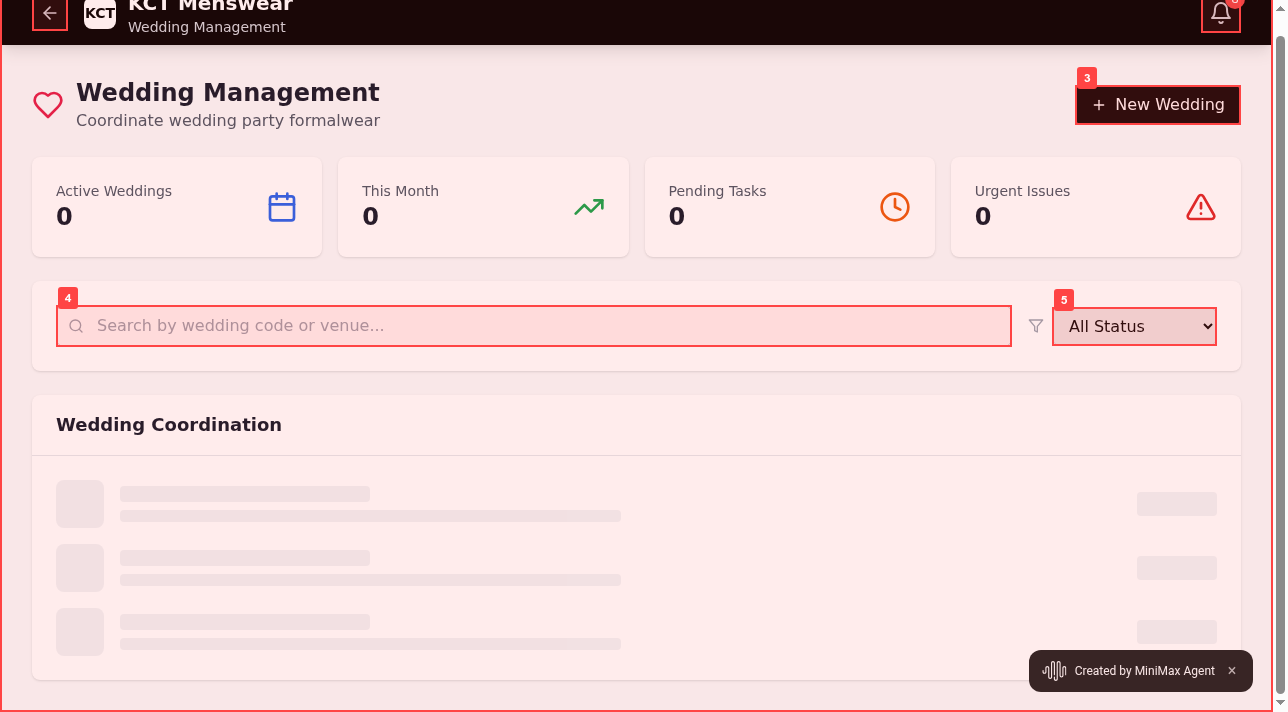 KCT
KCT Menswear
Wedding Management
3
Wedding Management
Coordinate wedding party formalwear
+ New Wedding
Active Weddings
0
This Month
0
Pending Tasks
0
Urgent Issues
0
4
Search by wedding code or venue...
5
All Status
Wedding Coordination
Created by MiniMax Agent ×